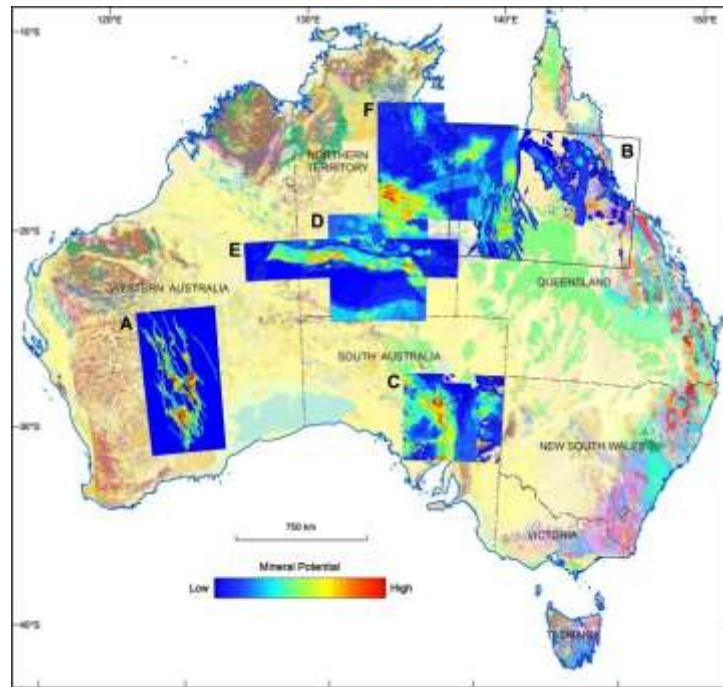 130°E
140°E
150°E
10°S
F
B
NORTHERN
TERRITORY
D
20°S
E
QUEENSLAND
WESTERN AUSTRALIA
A
SOUTH AUSTRALIA
C
30°S
NEW SOUTH WALES
750 km
VICTORIA
Mineral Potential
Low High
40°S
TASMANIA